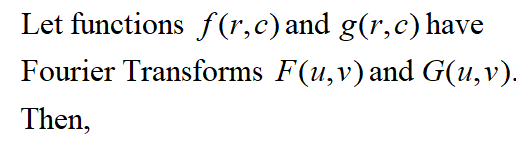 Let functions f(r,c) and g(r,c) have
Fourier Transforms F(u,v) and G(u,v).
Then,